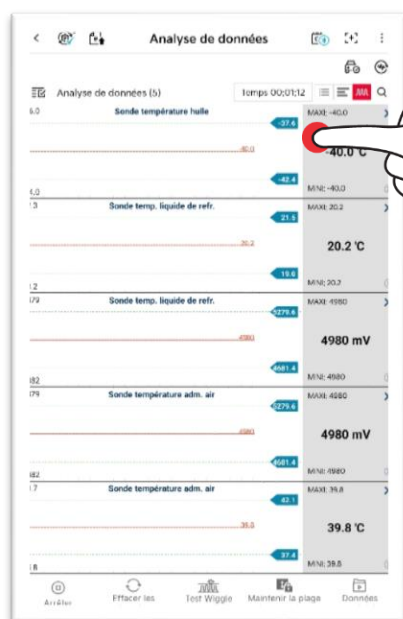 Analyse de données
Analyse de données (5)
Temps 00;01;12
Sonde température huile
MAXI: -40.0
-37.6
-40.0
-40.0 °C
-42.4
MINI: -40.0
Sonde temp. liquide de refr.
MAXI: 20.2
21.5
20.2
20.2 °C
19.0
MINI: 20.2
Sonde temp. liquide de refr.
MAXI: 4980
5279.6
4980
4980 mV
4681.4
MINI: 4980
Sonde température adm. air
MAXI: 4980
5279.6
4980
4980 mV
4681.4
MINI: 4980
Sonde température adm. air
MAXI: 39.8
42.1
39.8
39.8 °C
37.4
MINI: 39.8
Arrêter
Effacer les
Test Wiggle
Maintenir la plage
Données